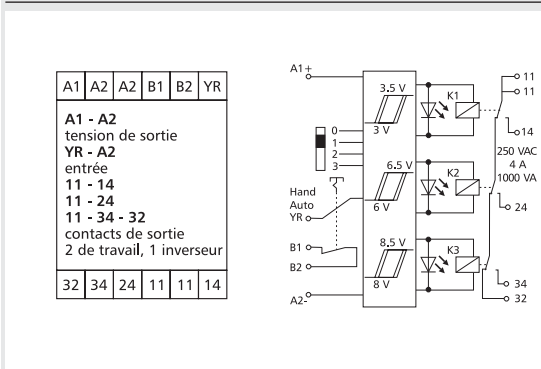 A1 A2 A2 B1 B2 YR
A1 - A2
tension de sortie
YR - A2
entrée
11 - 14
11 - 24
11 - 34 - 32
contacts de sortie
2 de travail, 1 inverseur
32 34 24 11 11 14
A1+
3.5 V
3 V
K1
11
11
14
0
1
2
3
250 VAC
4 A
1000 VA
6.5 V
6 V
K2
24
Hand
Auto
YR
B1
B2
8.5 V
8 V
K3
34
32
A2-